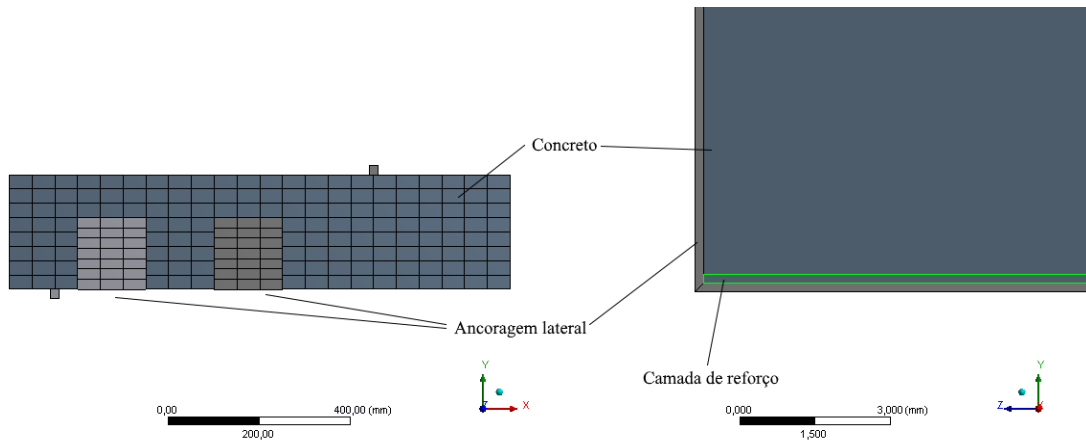 Concreto
Ancoragem lateral
Camada de reforço
Y
Z
X
0,00
400,00 (mm)
200,00
Y
Z
X
0,000
3,000 (mm)
1,500